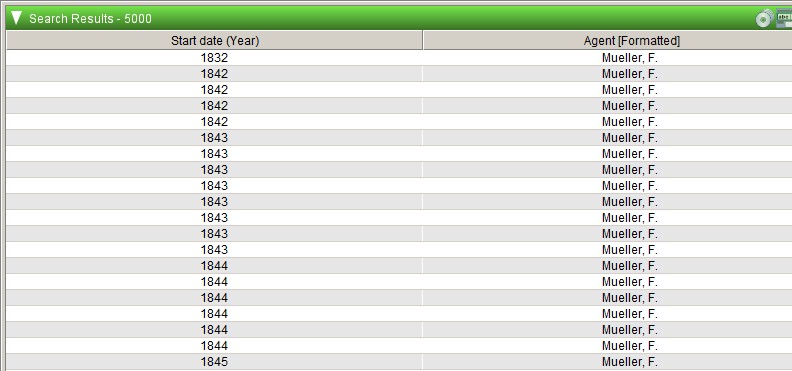 Search Results - 5000
Start date (Year) Agent [Formatted]
1832 Mueller, F.
1842 Mueller, F.
1842 Mueller, F.
1842 Mueller, F.
1842 Mueller, F.
1843 Mueller, F.
1843 Mueller, F.
1843 Mueller, F.
1843 Mueller, F.
1843 Mueller, F.
1843 Mueller, F.
1843 Mueller, F.
1843 Mueller, F.
1844 Mueller, F.
1844 Mueller, F.
1844 Mueller, F.
1844 Mueller, F.
1844 Mueller, F.
1844 Mueller, F.
1845 Mueller, F.